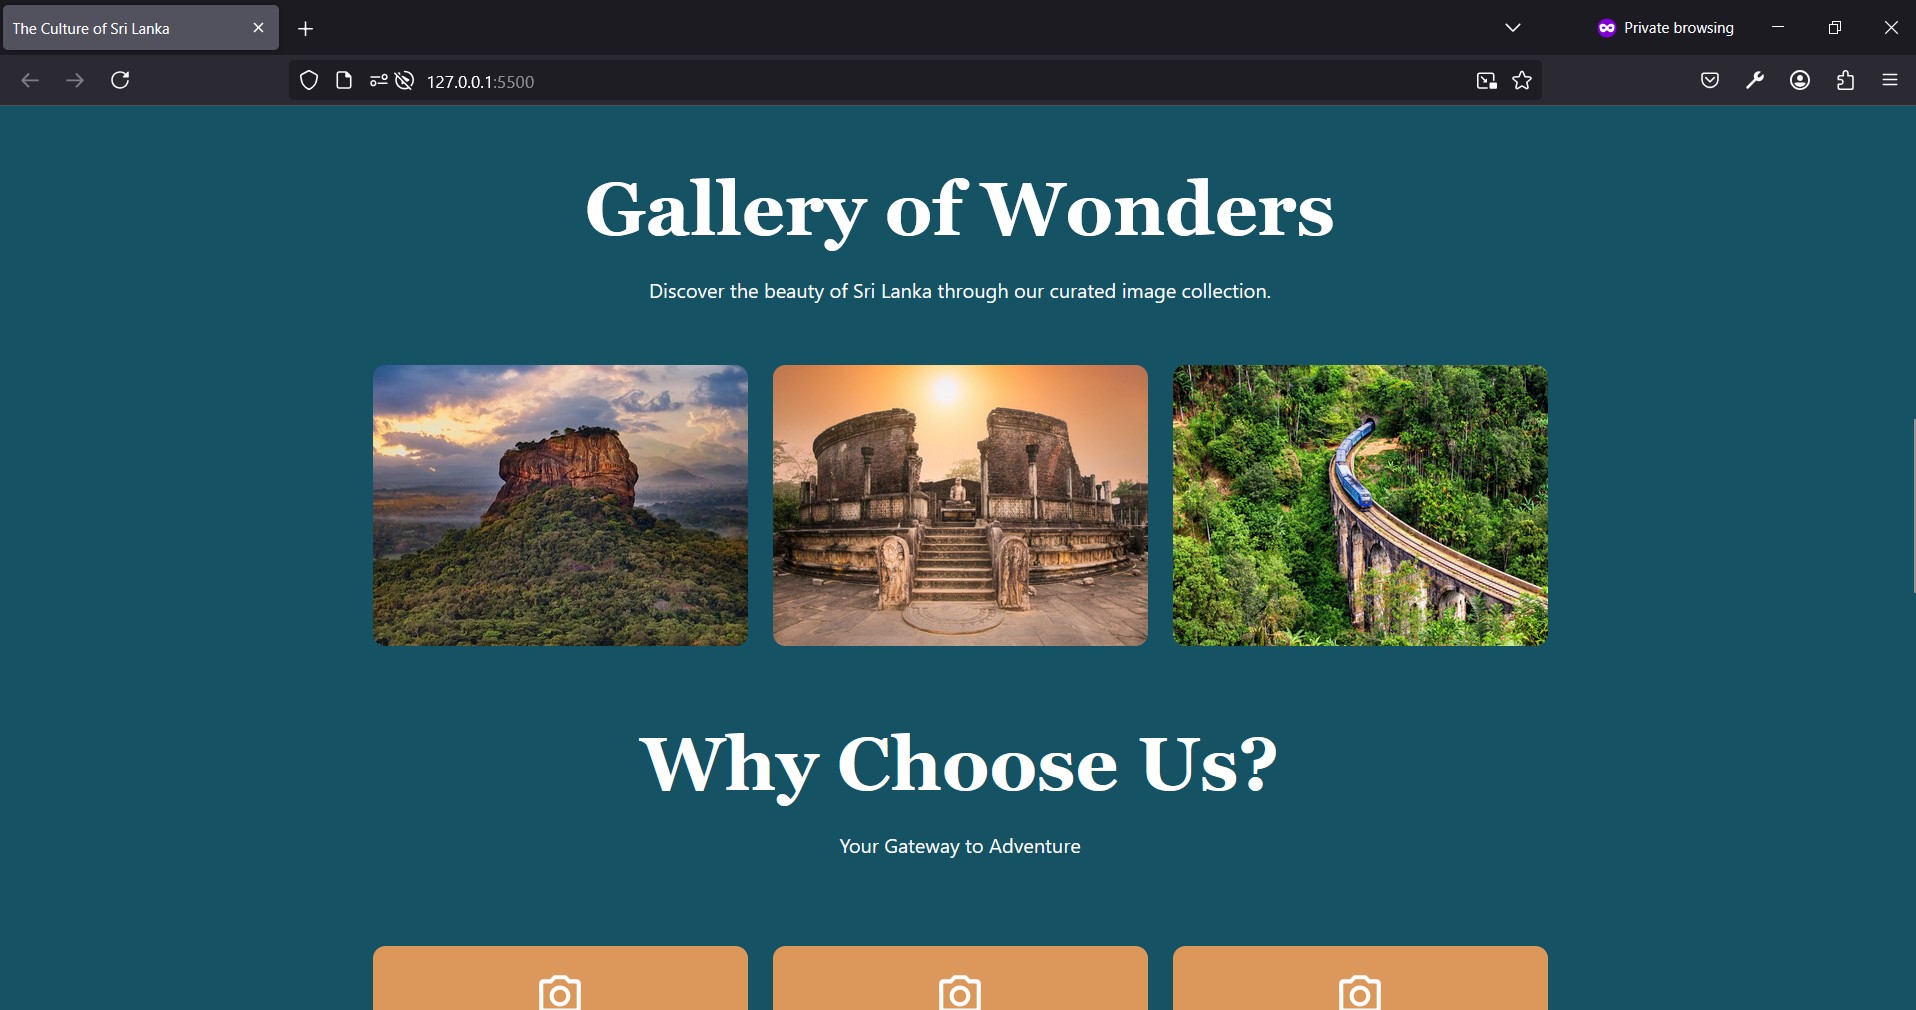 The Culture of Sri Lanka
Private browsing
127.0.0.1:5500
Gallery of Wonders
Discover the beauty of Sri Lanka through our curated image collection.
Why Choose Us?
Your Gateway to Adventure